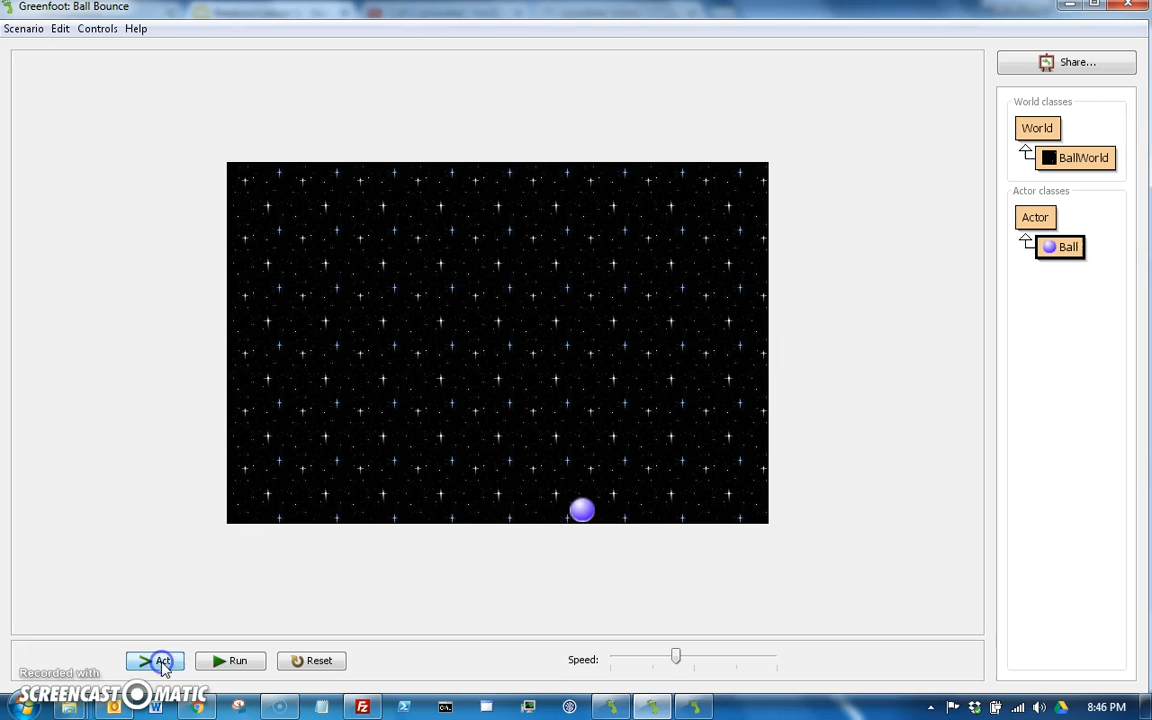 Greenfoot: Ball Bounce
Scenario Edit Controls Help
Share...
World classes
World
BallWorld
Actor classes
Actor
Ball
Act
Run
Reset
Speed:
Recorded with
SCREENCAST MATIC
8:46 PM